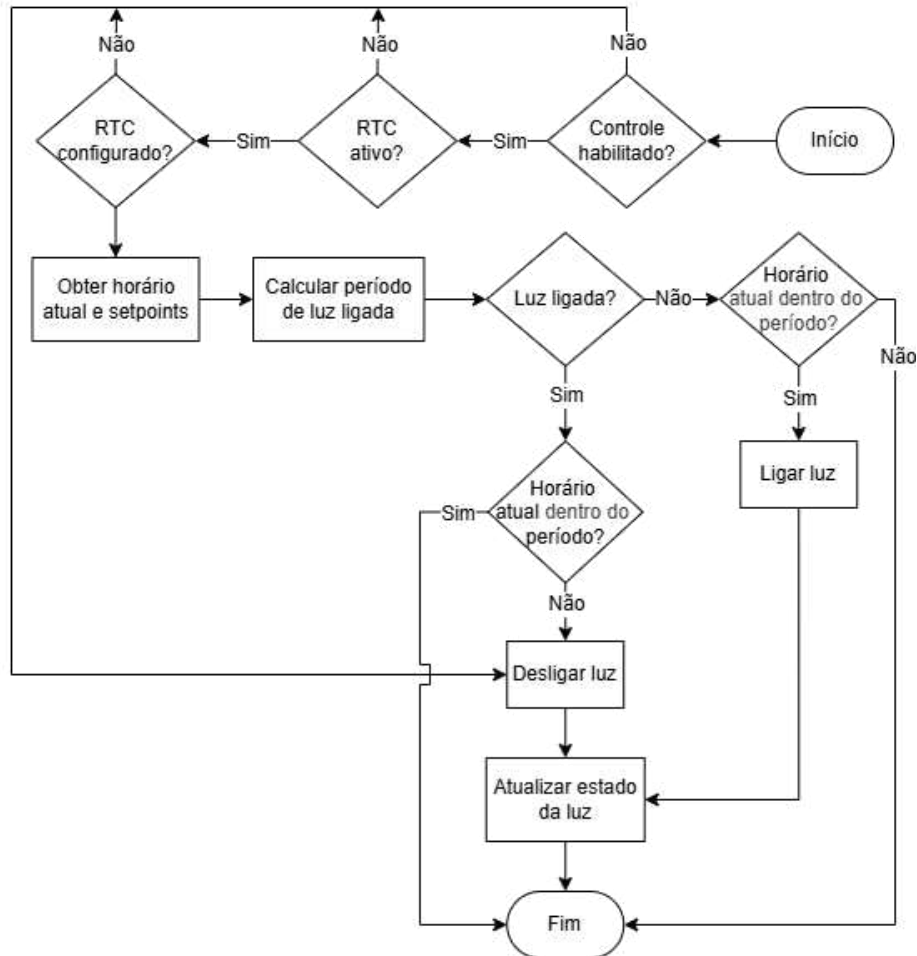 Não
Não
Não
RTC
configurado?
Sim
RTC
ativo?
Sim
Controle
habilitado?
Início
Obter horário
atual e setpoints
Calcular período
de luz ligada
Luz ligada?
Não
Horário
atual dentro do
período?
Não
Sim
Sim
Ligar luz
Sim
Horário
atual dentro do
período?
Não
Desligar luz
Atualizar estado
da luz
Fim